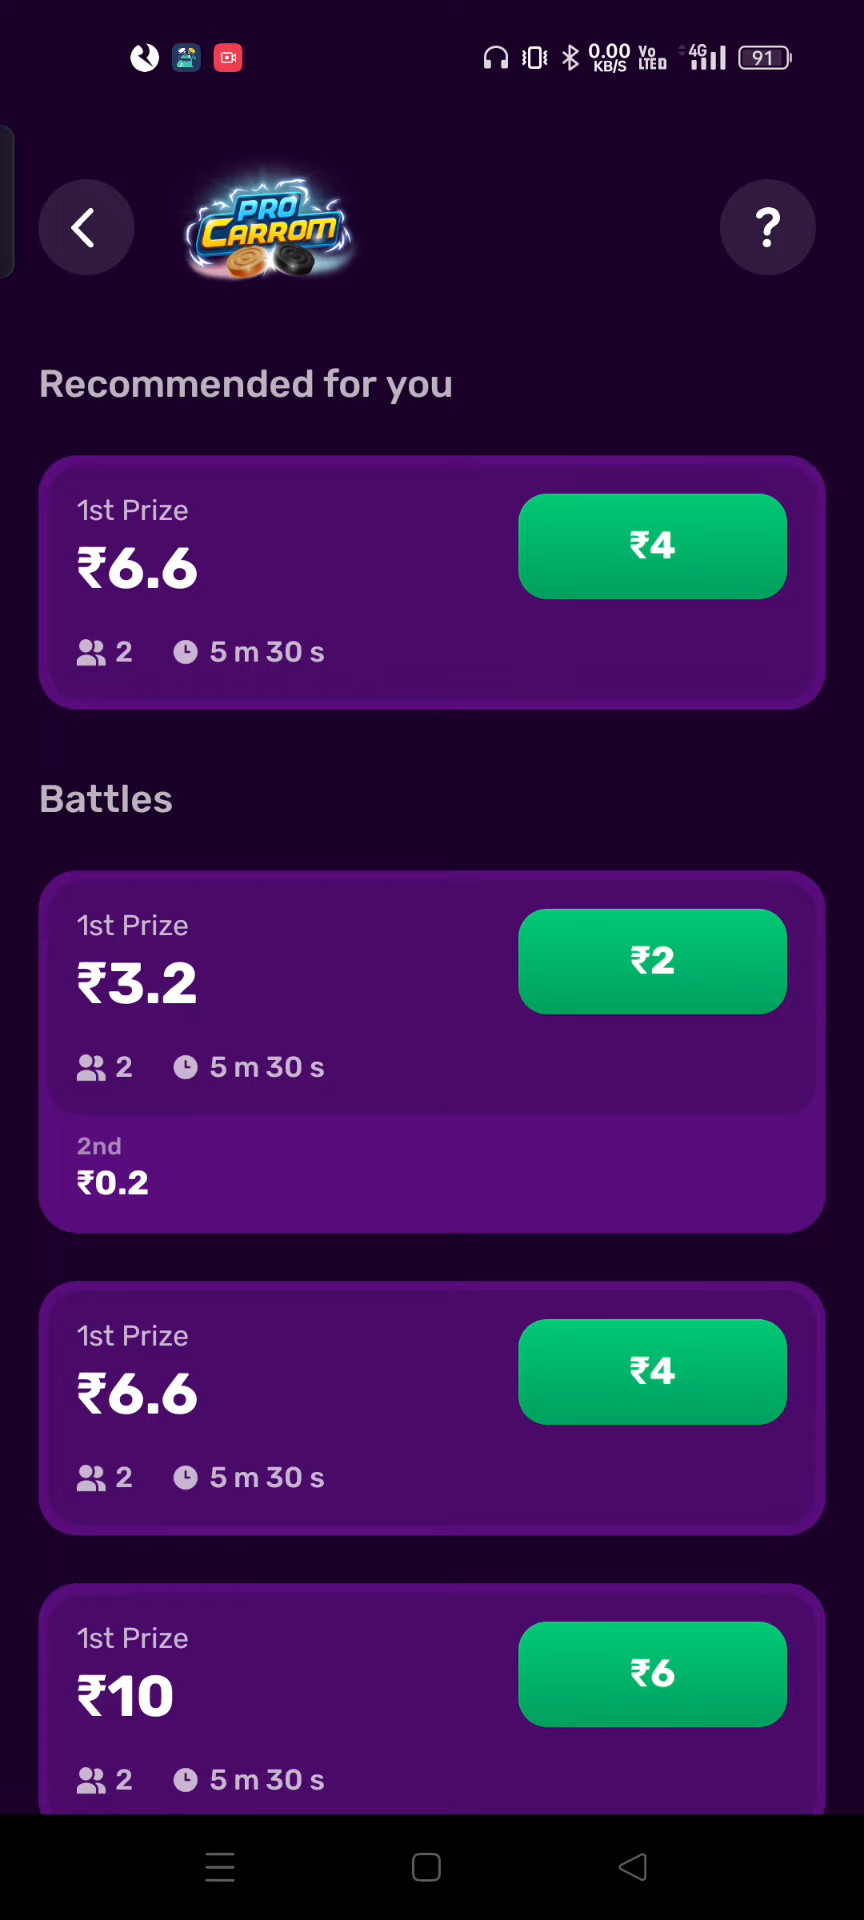 0.00 KB/S Vo LTE 4G 91
PRO
CARROM
?
Recommended for you
1st Prize
₹6.6
₹4
2
5 m 30 s
Battles
1st Prize
₹3.2
₹2
2
5 m 30 s
2nd
₹0.2
1st Prize
₹6.6
₹4
2
5 m 30 s
1st Prize
₹10
₹6
2
5 m 30 s